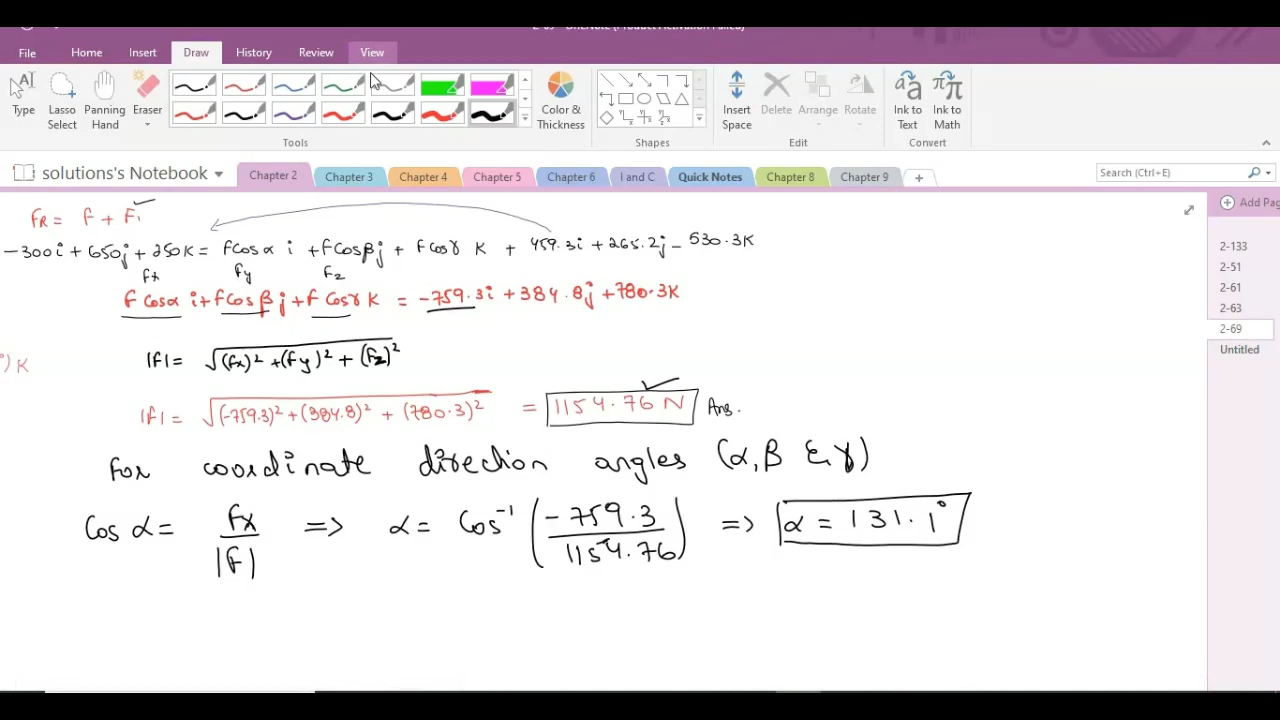 File Home Insert Draw History Review View
Type Lasso Select Panning Hand Eraser Color & Thickness Insert Space Delete Arrange Rotate Ink to Text Ink to Math
Tools Shapes Edit Convert
solutions's Notebook Chapter 2 Chapter 3 Chapter 4 Chapter 5 Chapter 6 I and C Quick Notes Chapter 8 Chapter 9 Search (Ctrl+E)
Add Pag
2-133
2-51
2-61
2-63
2-69
Untitled
FR = F + F1
-300i + 650j + 250K = FCosα i + FCosβj + FCosγ K + 459.3i + 265.2j - 530.3K
Fx Fy Fz
F Cosα i + F Cosβ j + F Cosγ K = -759.3i + 384.8j + 780.3K
°) K
|F| = √(Fx)² + (Fy)² + (Fz)²
|F| = √(-759.3)² + (384.8)² + (780.3)² = 1154.76 N Ans.
For coordinate direction angles (α, β & γ)
Cos α = Fx/|F| => α = Cos⁻¹ (-759.3/1154.76) => α = 131.1°